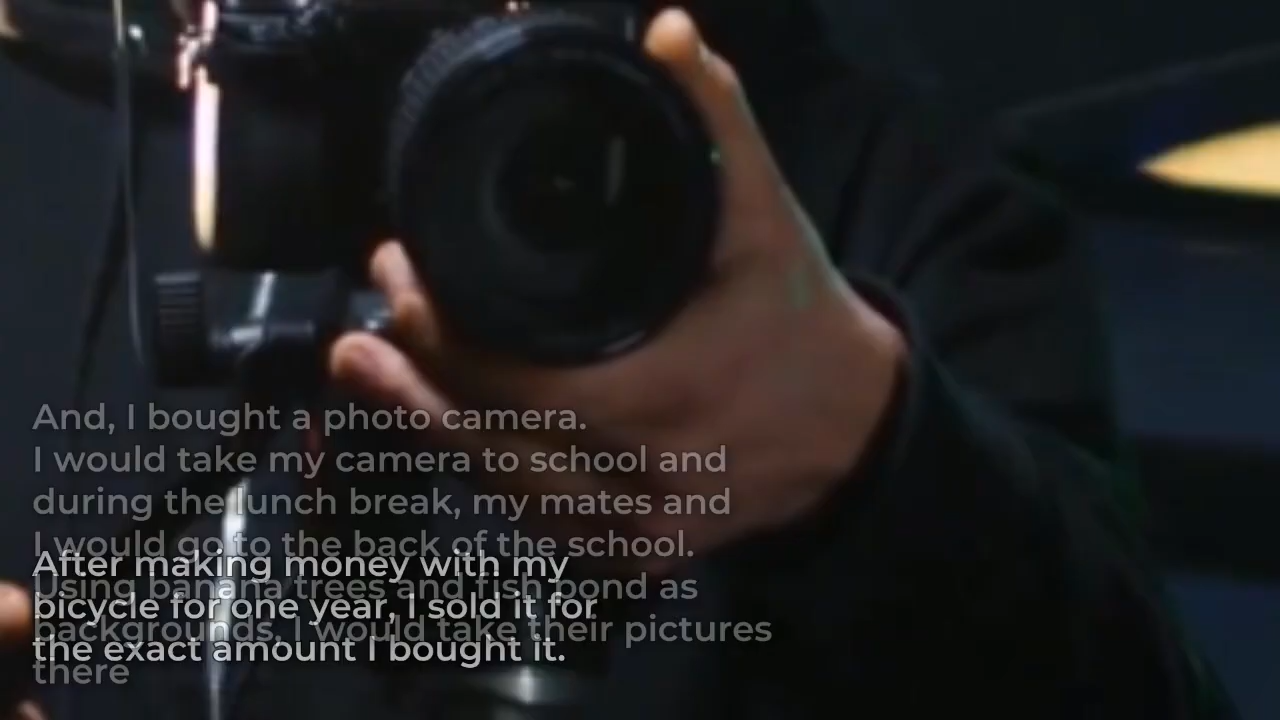 And, I bought a photo camera.
I would take my camera to school and
during the lunch break, my mates and
I would go to the back of the school.
After making money with my
Using banana trees and fish pond as
bicycle for one year, I sold it for
backgrounds, I would take their pictures
the exact amount I bought it.
there